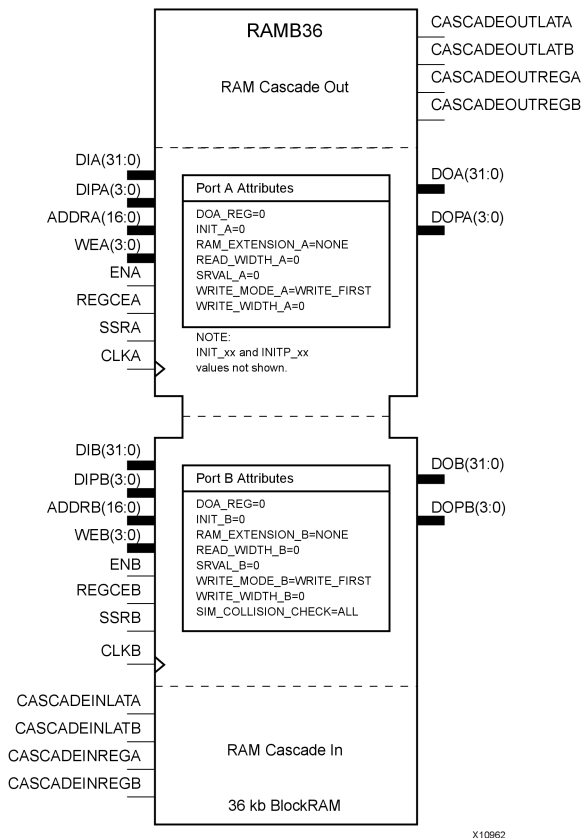 RAMB36
CASCADEOUTLATA
CASCADEOUTLATB
CASCADEOUTREGA
CASCADEOUTREGB
RAM Cascade Out
DIA(31:0)
DIPA(3:0)
ADDRA(16:0)
WEA(3:0)
ENA
REGCEA
SSRA
CLKA
Port A Attributes
DOA_REG=0
INIT_A=0
RAM_EXTENSION_A=NONE
READ_WIDTH_A=0
SRVAL_A=0
WRITE_MODE_A=WRITE_FIRST
WRITE_WIDTH_A=0
NOTE:
INIT_xx and INITP_xx
values not shown.
DOA(31:0)
DOPA(3:0)
DIB(31:0)
DIPB(3:0)
ADDRB(16:0)
WEB(3:0)
ENB
REGCEB
SSRB
CLKB
Port B Attributes
DOA_REG=0
INIT_B=0
RAM_EXTENSION_B=NONE
READ_WIDTH_B=0
SRVAL_B=0
WRITE_MODE_B=WRITE_FIRST
WRITE_WIDTH_B=0
SIM_COLLISION_CHECK=ALL
DOB(31:0)
DOPB(3:0)
CASCADEINLATA
CASCADEINLATB
CASCADEINREGA
CASCADEINREGB
RAM Cascade In
36 kb BlockRAM
X10962